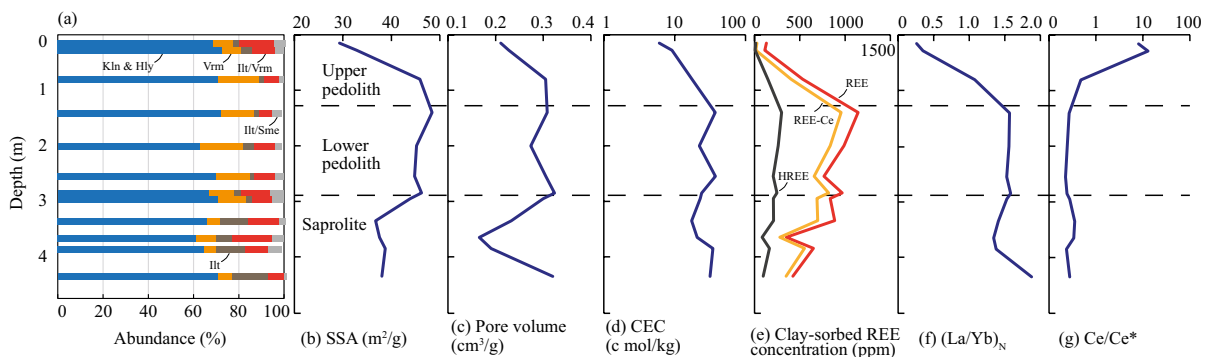 (a)
20 30 40 50
0.1 0.2 0.3 0.4
1 10 100
0 500 1000
1500
0 0.5 1.0 1.5 2.0
0.1 1 10 100
0
1
2
3
4
Depth (m)
Kln & Hly
Vrm
Ilt/Vrm
Ilt/Sme
Ilt
Upper
pedolith
Lower
pedolith
Saprolite
REE
REE-Ce
HREE
0 20 40 60 80 100
Abundance (%)
(b) SSA (m²/g)
(c) Pore volume
(cm³/g)
(d) CEC
(c mol/kg)
(e) Clay-sorbed REE
concentration (ppm)
(f) (La/Yb)N
(g) Ce/Ce*